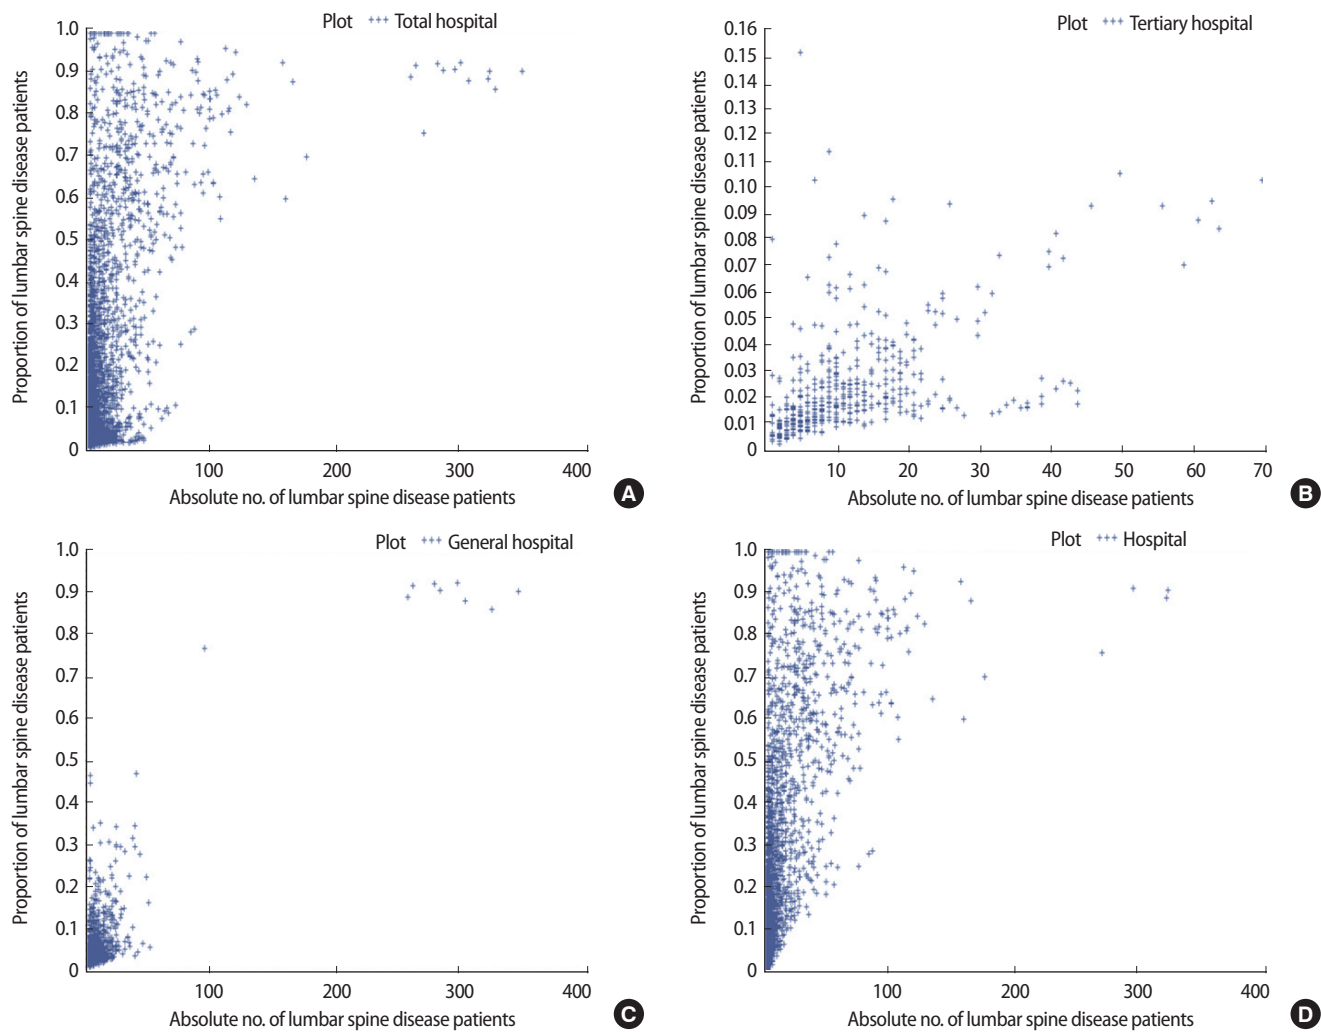 Plot +++ Total hospital
Proportion of lumbar spine disease patients
1.0
0.9
0.8
0.7
0.6
0.5
0.4
0.3
0.2
0.1
0
100 200 300 400
Absolute no. of lumbar spine disease patients
A
Plot +++ Tertiary hospital
Proportion of lumbar spine disease patients
0.16
0.15
0.14
0.13
0.12
0.11
0.10
0.09
0.08
0.07
0.06
0.05
0.04
0.03
0.02
0.01
0
10 20 30 40 50 60 70
Absolute no. of lumbar spine disease patients
B
Plot +++ General hospital
Proportion of lumbar spine disease patients
1.0
0.9
0.8
0.7
0.6
0.5
0.4
0.3
0.2
0.1
0
100 200 300 400
Absolute no. of lumbar spine disease patients
C
Plot +++ Hospital
Proportion of lumbar spine disease patients
1.0
0.9
0.8
0.7
0.6
0.5
0.4
0.3
0.2
0.1
0
100 200 300 400
Absolute no. of lumbar spine disease patients
D